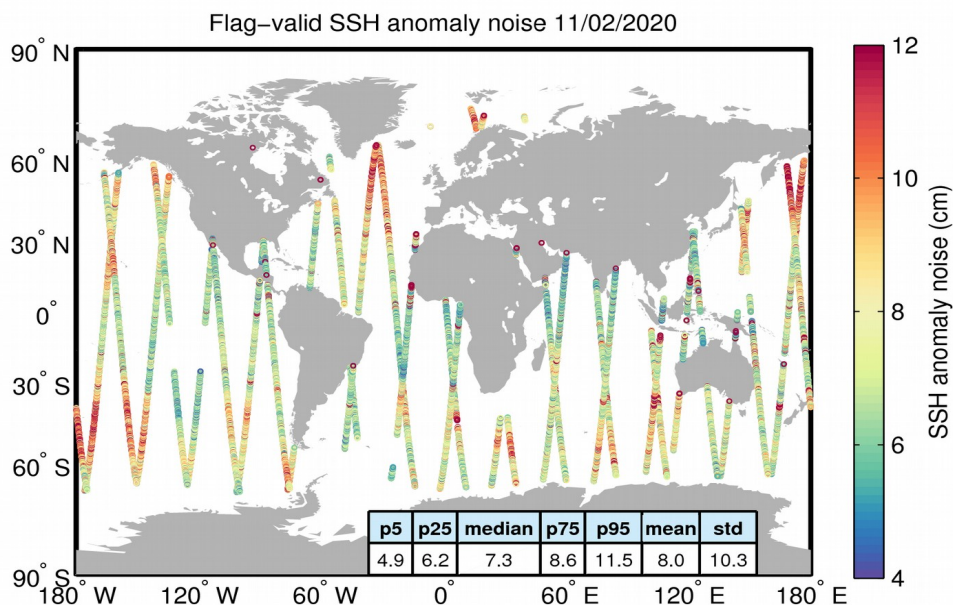 Flag−valid SSH anomaly noise 11/02/2020
90° N
60° N
30° N
0°
30° S
60° S
90° S
180° W
120° W
60° W
0°
60° E
120° E
180° E
p5 p25 median p75 p95 mean std
4.9 6.2 7.3 8.6 11.5 8.0 10.3
12
10
8
6
4
SSH anomaly noise (cm)